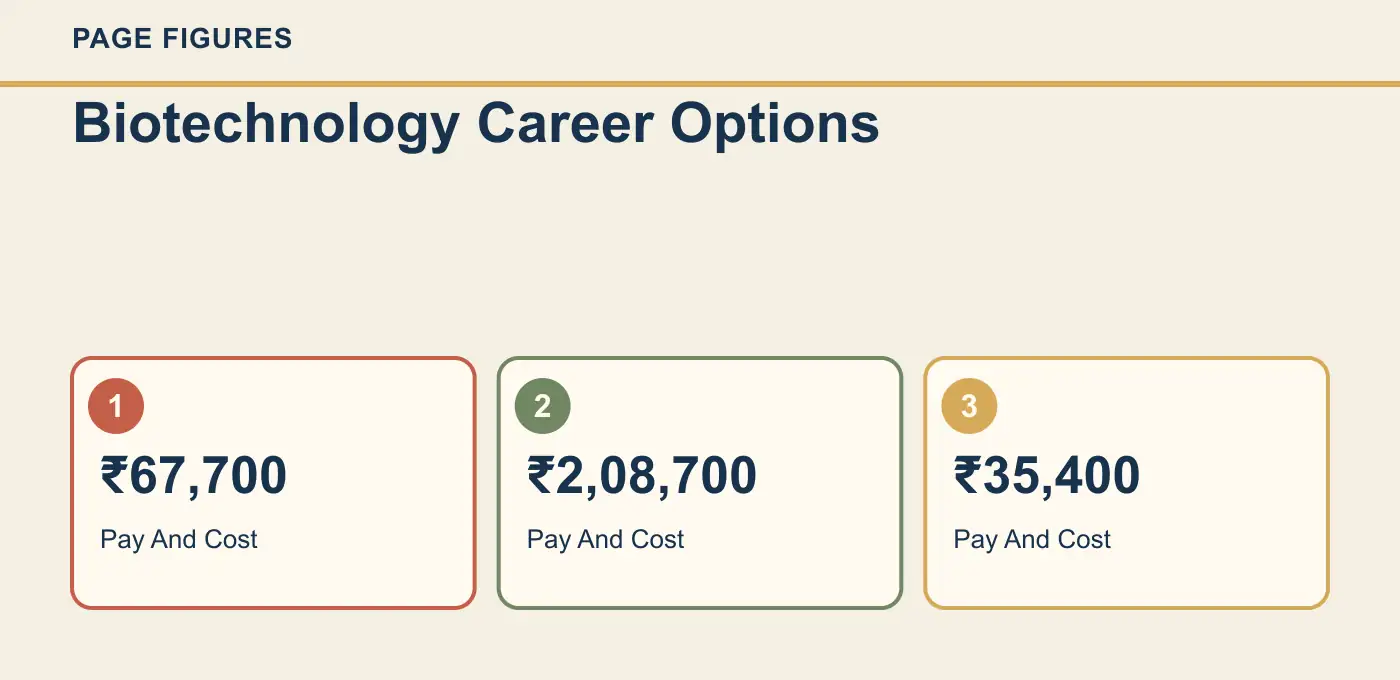 PAGE FIGURES
Biotechnology Career Options
1
₹67,700
Pay And Cost
2
₹2,08,700
Pay And Cost
3
₹35,400
Pay And Cost